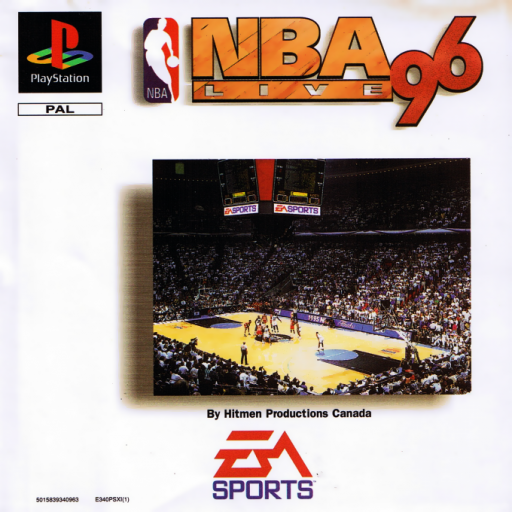 PlayStation
PAL
NBA
NBA
LIVE
96
EA SPORTS
EA SPORTS
By Hitmen Productions Canada
EA
SPORTS
5015839340963
E340PSXI(1)